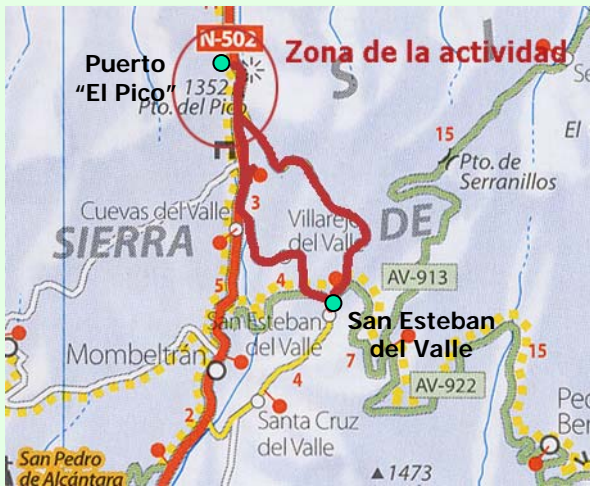 N-502
Zona de la actividad
Puerto
"El Pico"
1352
Pto. del Pico
S
I
15
El
Pto. de
Serranillos
Cuevas del Valle
3
Villarejo
del Valle
SIERRA
DE
AV-913
4
5
San Esteban
del Valle
San Esteban
del Valle
7
Mombeltrán
15
AV-922
4
2
Santa Cruz
del Valle
San Pedro
de Alcántara
1473